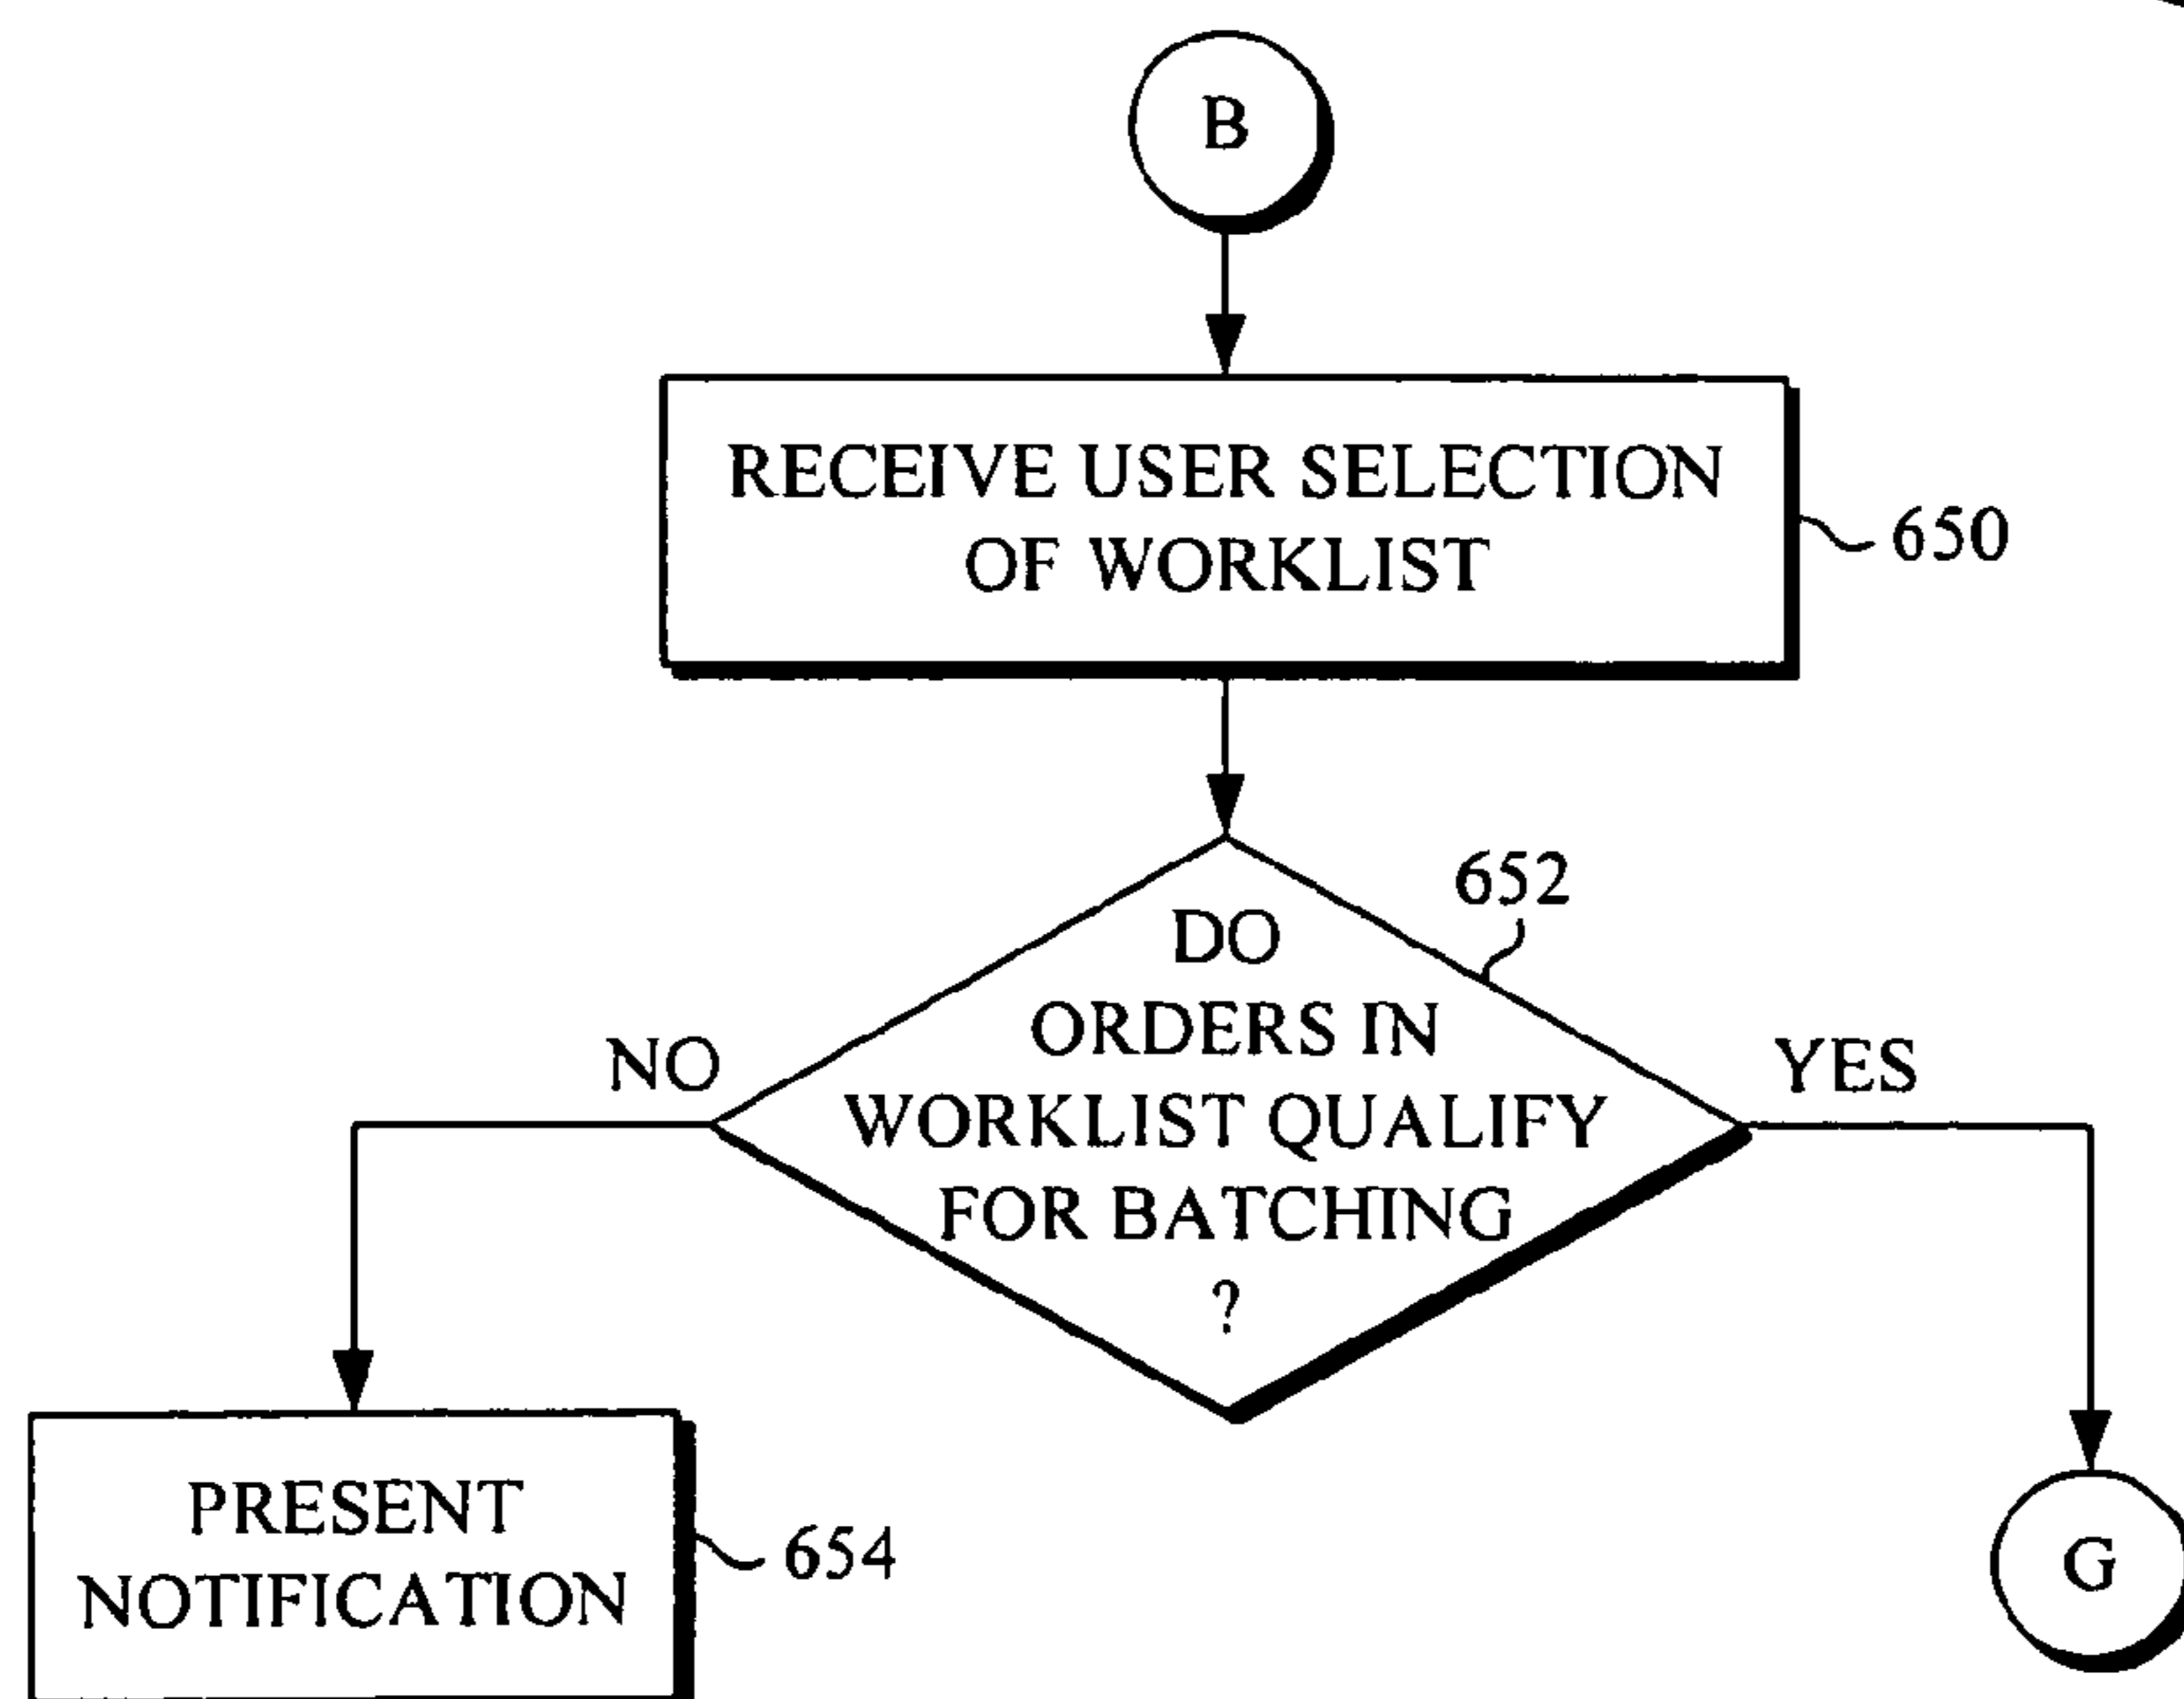 B
RECEIVE USER SELECTION
OF WORKLIST
650
652
DO
ORDERS IN
WORKLIST QUALIFY
FOR BATCHING
?
NO
YES
PRESENT
NOTIFICATION
654
G